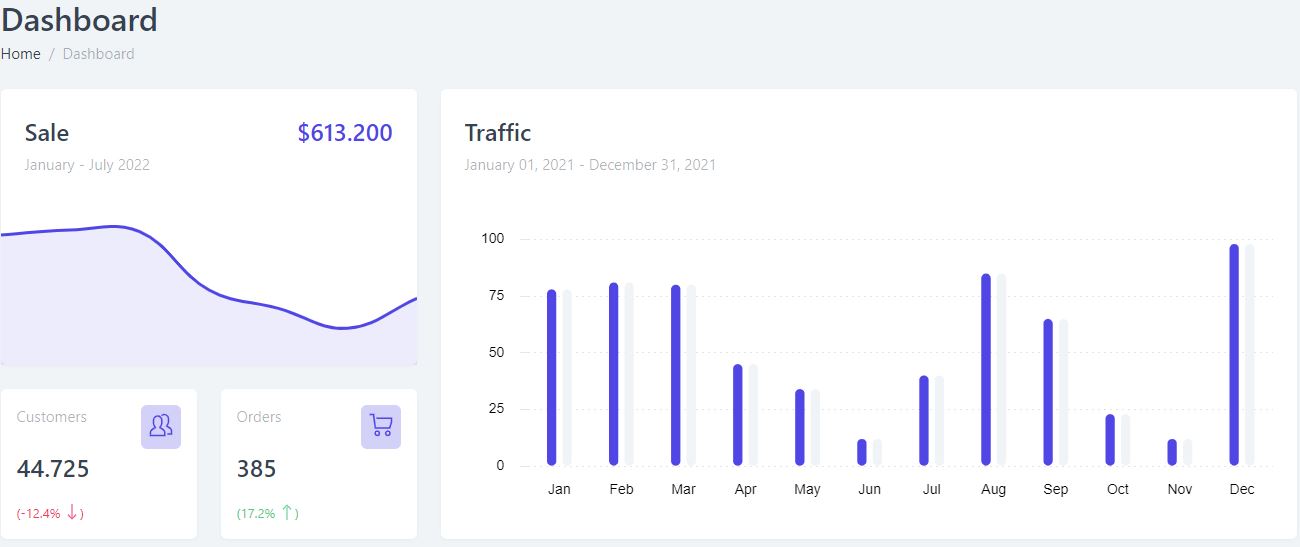 Dashboard
Home / Dashboard
Sale $613.200
January - July 2022
Customers
44.725
(-12.4% ↓)
Orders
385
(17.2% ↑)
Traffic
January 01, 2021 - December 31, 2021
100
75
50
25
0
Jan Feb Mar Apr May Jun Jul Aug Sep Oct Nov Dec